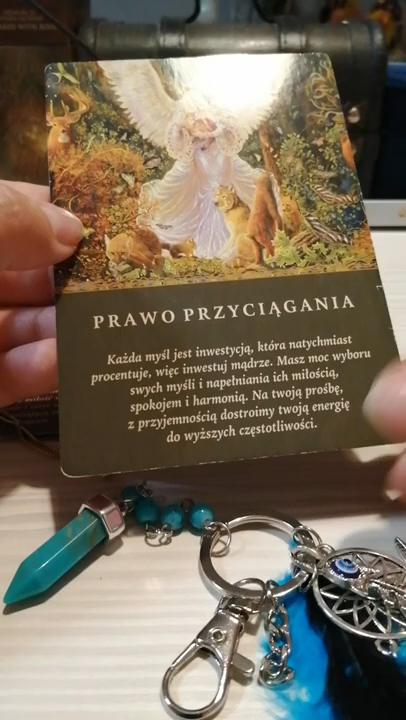 PRAWO PRZYCIĄGANIA
Każda myśl jest inwestycją, która natychmiast
procentuje, więc inwestuj mądrze. Masz moc wyboru
swych myśli i napełniania ich miłością,
spokojem i harmonią. Na twoją prośbę,
z przyjemnością dostroimy twoją energię
do wyższych częstotliwości.